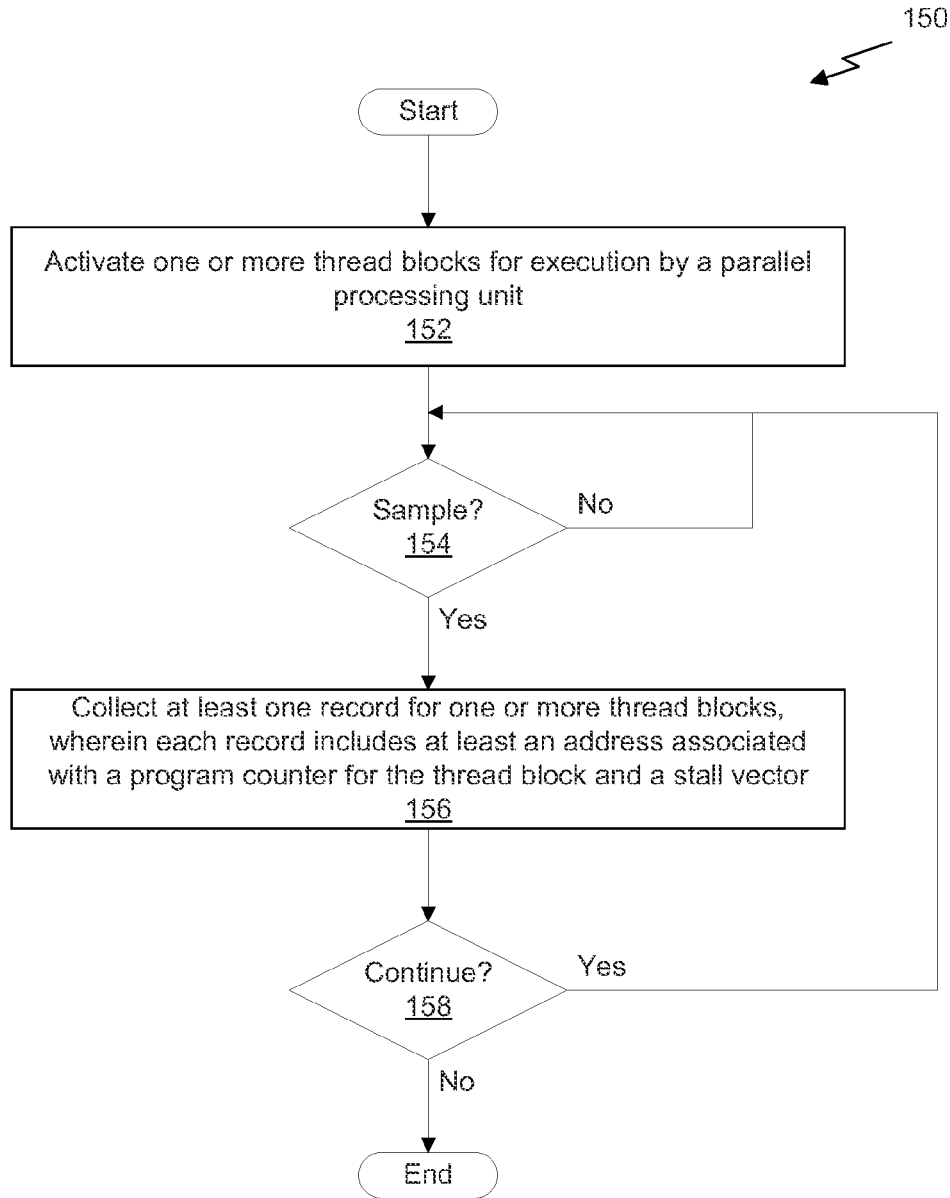 150
Start
Activate one or more thread blocks for execution by a parallel
processing unit
152
Sample?
154
No
Yes
Collect at least one record for one or more thread blocks,
wherein each record includes at least an address associated
with a program counter for the thread block and a stall vector
156
Continue?
158
Yes
No
End